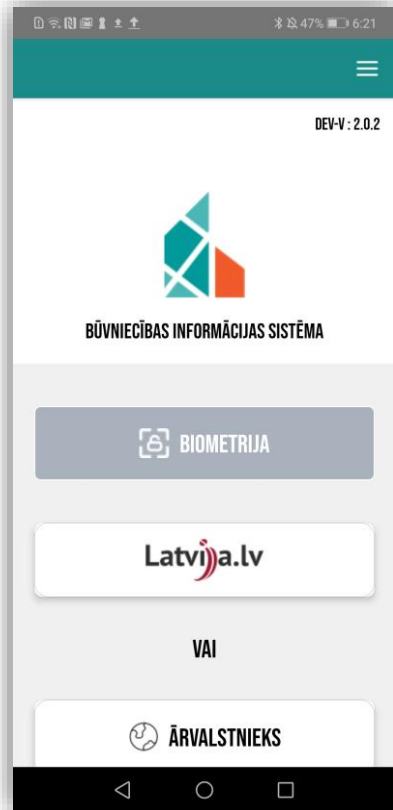 47% 6:21
DEV-V : 2.0.2
BŪVNIECĪBAS INFORMĀCIJAS SISTĒMA
BIOMETRIJA
Latvija.lv
VAI
ĀRVALSTNIEKS